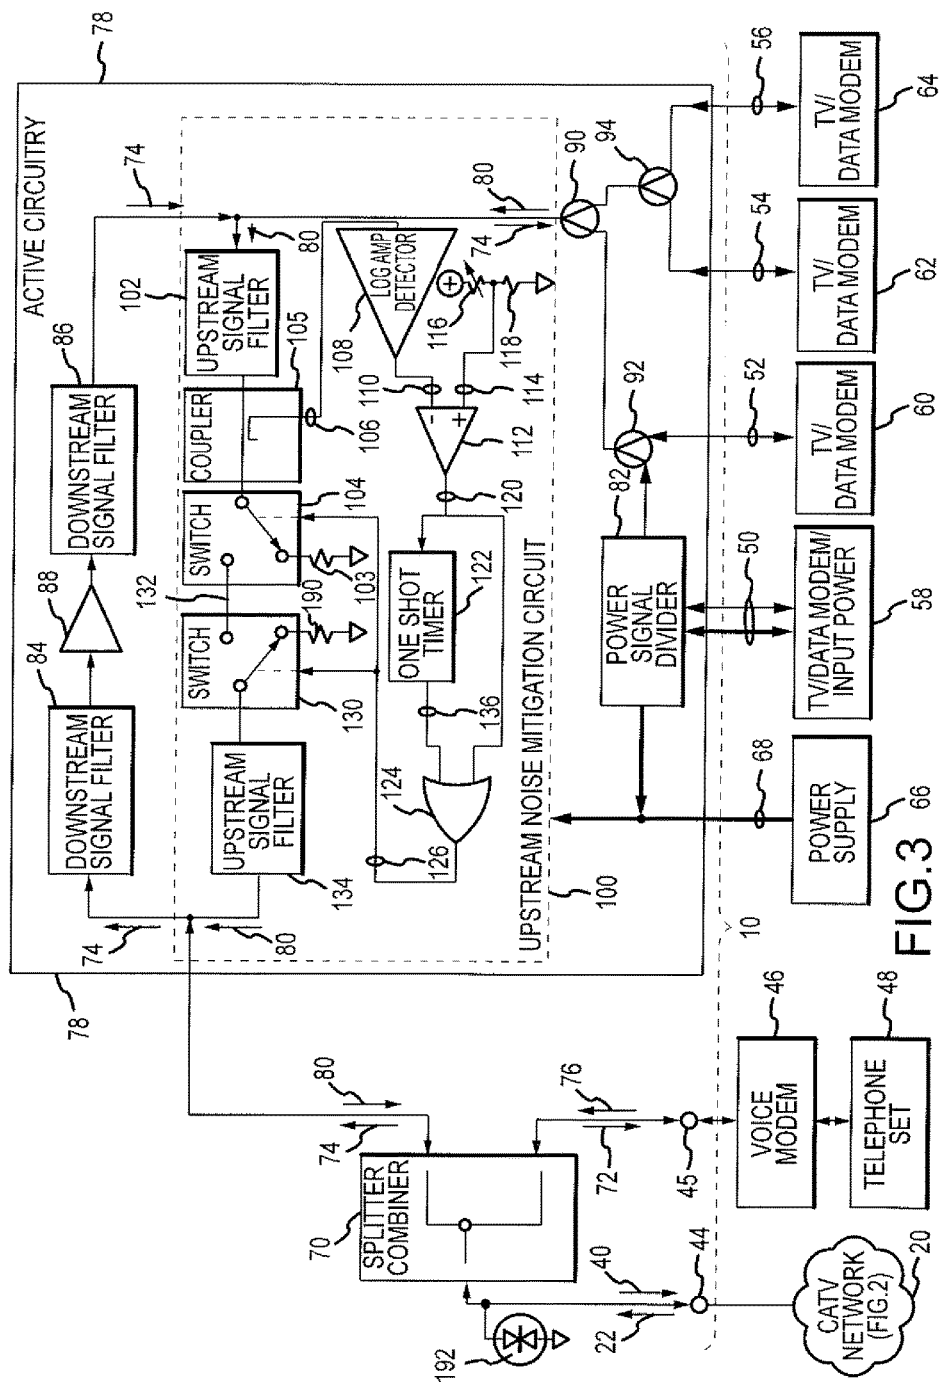 78
78
ACTIVE CIRCUITRY
84
DOWNSTREAM
SIGNAL FILTER
88
86
DOWNSTREAM
SIGNAL FILTER
74
74
132
102
80
134
UPSTREAM
SIGNAL
FILTER
130
SWITCH
190
104
SWITCH
103
105
COUPLER
106
UPSTREAM
SIGNAL
FILTER
80
80
74
70
SPLITTER
COMBINER
126
124
136
ONE SHOT
TIMER
122
120
110
108
LOG AMP
DETECTOR
112
-
+
114
116
118
74
80
192
UPSTREAM NOISE MITIGATION CIRCUIT
100
76
72
22
40
POWER
SIGNAL
DIVIDER
82
92
90
94
44
45
10
68
50
52
54
56
CATV
NETWORK
(FIG.2)
20
VOICE
MODEM
46
TELEPHONE
SET
48
POWER
SUPPLY
66
TV/DATA MODEM/
INPUT POWER
58
TV/
DATA MODEM
60
TV/
DATA MODEM
62
TV/
DATA MODEM
64
FIG.3